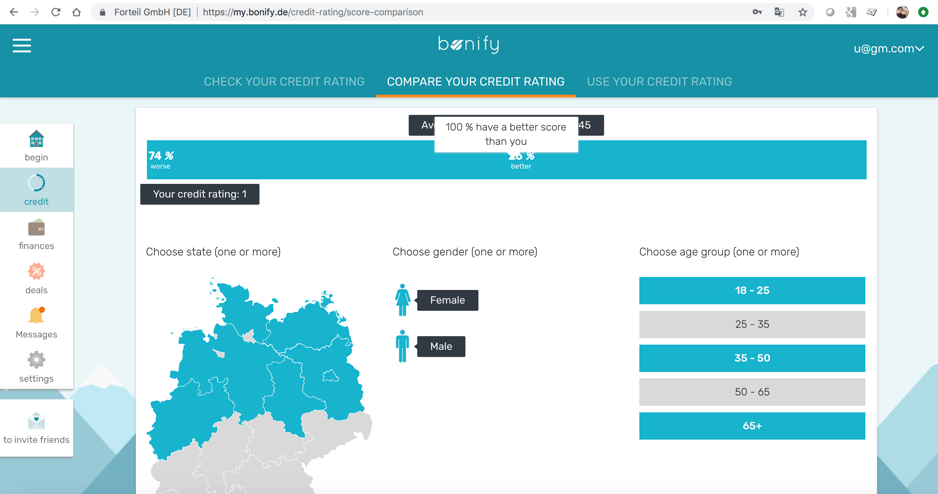 Forteil GmbH [DE] | https://my.bonify.de/credit-rating/score-comparison
bonify
u@gm.com
CHECK YOUR CREDIT RATING
COMPARE YOUR CREDIT RATING
USE YOUR CREDIT RATING
begin
credit
finances
deals
Messages
settings
to invite friends
45
100 % have a better score
than you
74 %
worse
better
Your credit rating: 1
Choose state (one or more)
Choose gender (one or more)
Female
Male
Choose age group (one or more)
18 - 25
25 - 35
35 - 50
50 - 65
65+